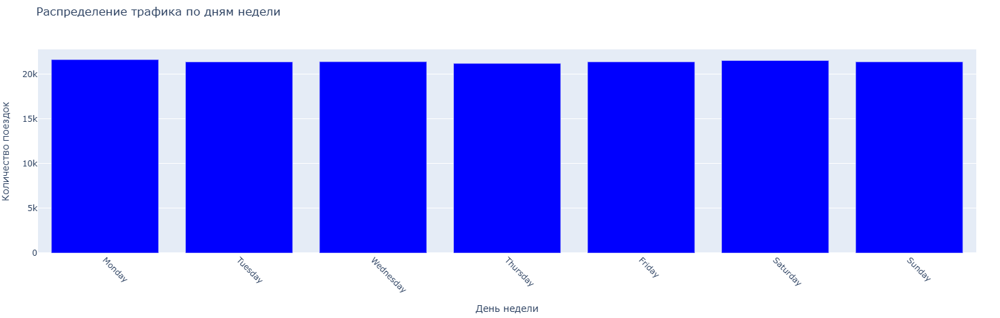 Распределение трафика по дням недели
Количество поездок
20k
15k
10k
5k
0
Monday
Tuesday
Wednesday
Thursday
Friday
Saturday
Sunday
День недели